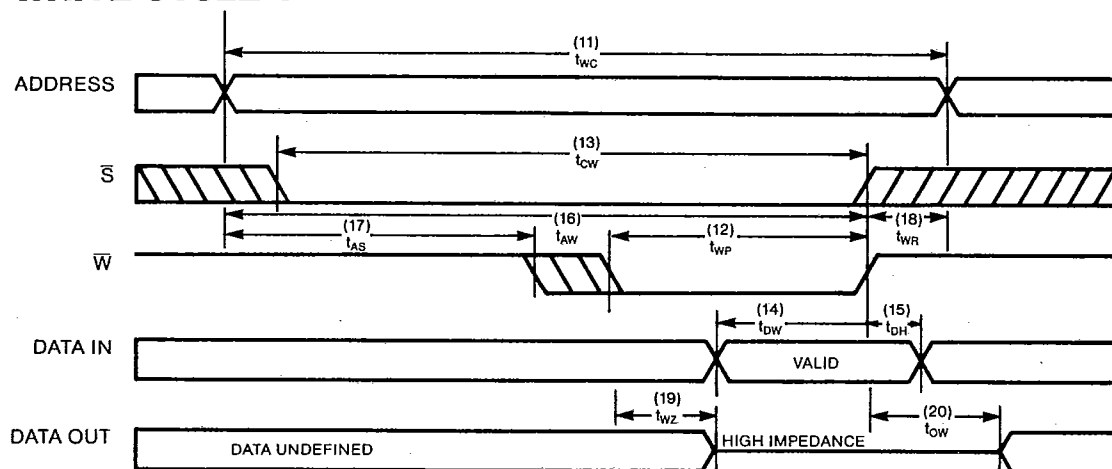 (11)
tWC
ADDRESS
(13)
tCW
S̅
(16)
tAW
(17)
tAS
(12)
tWP
(18)
tWR
W̅
(14)
tDW
(15)
tDH
DATA IN
VALID
(19)
tWZ
(20)
tOW
DATA OUT
DATA UNDEFINED
HIGH IMPEDANCE